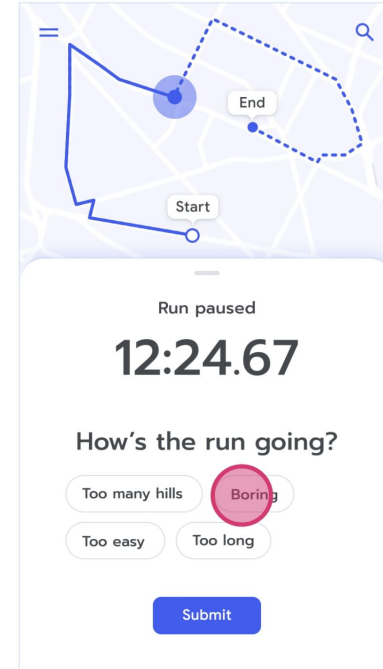 End
Start
Run paused
12:24.67
How's the run going?
Too many hills
Boring
Too easy
Too long
Submit